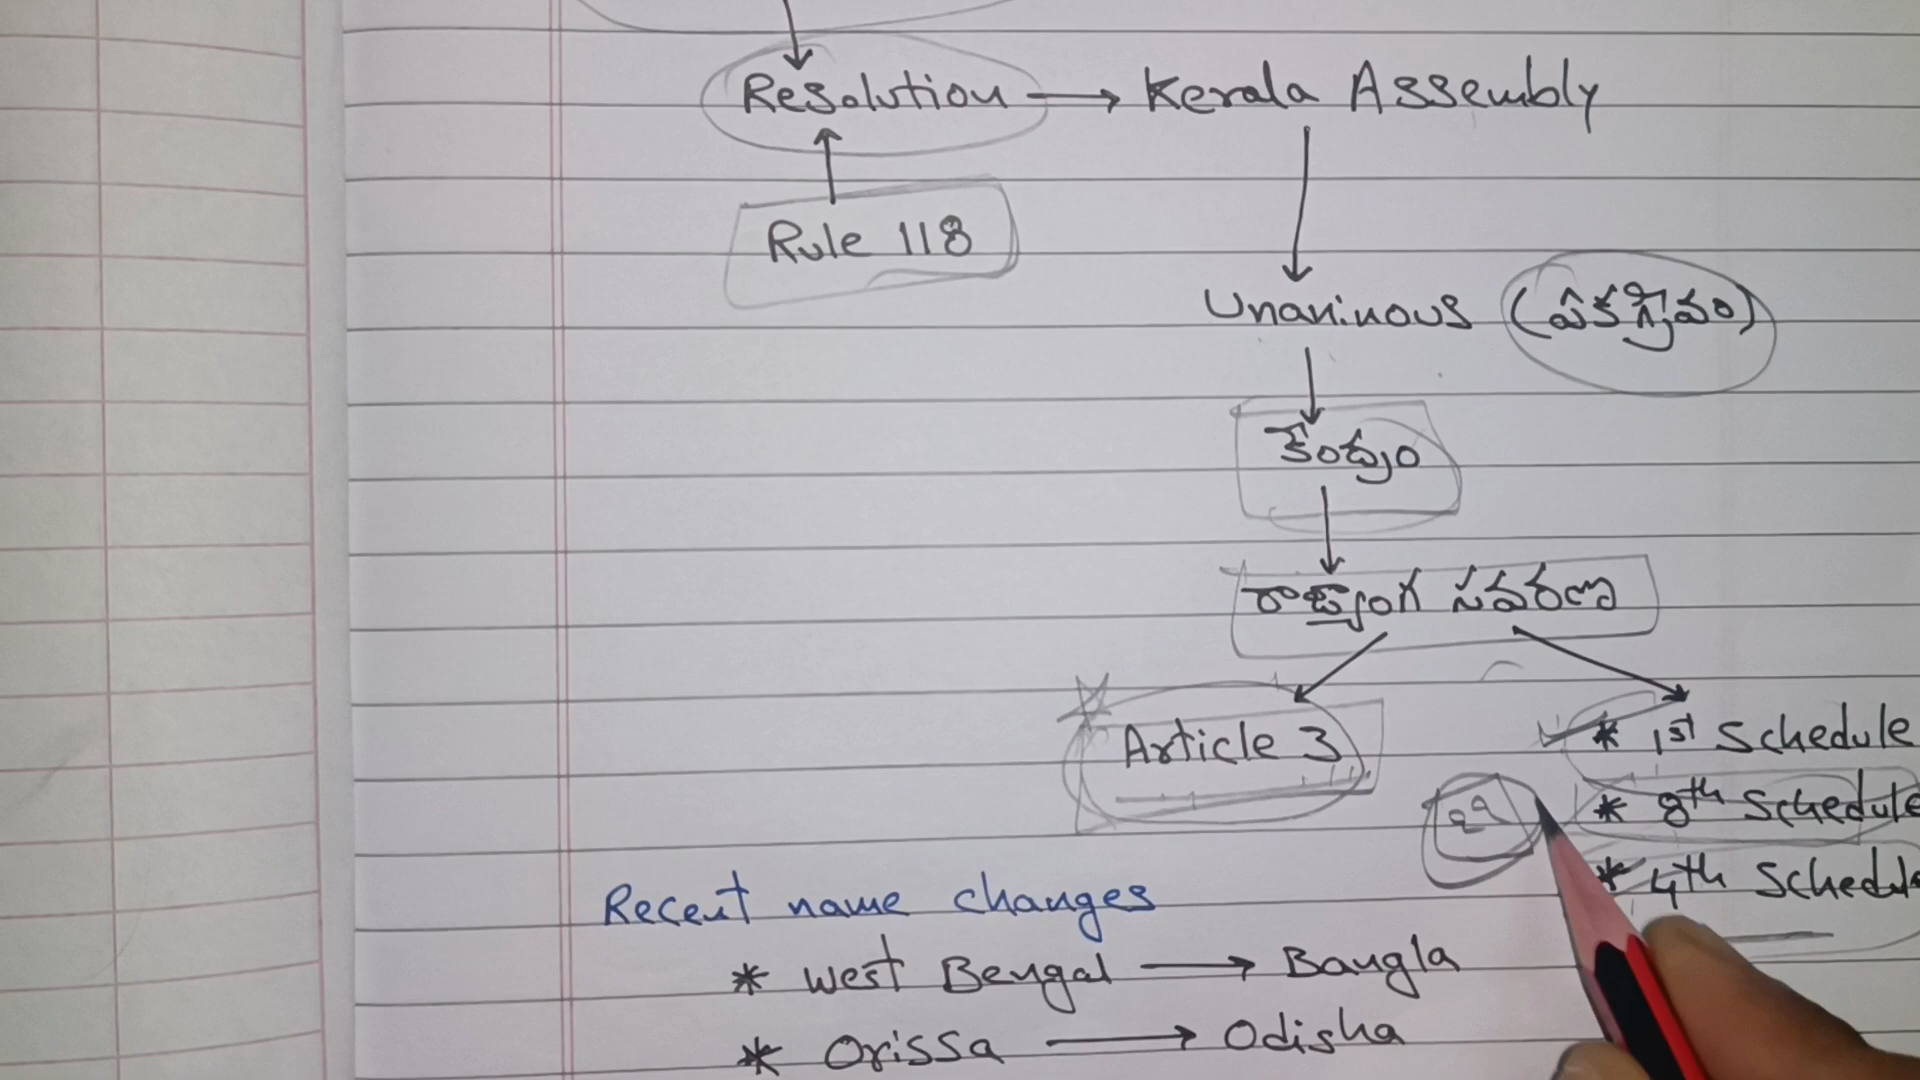 Resolution → Kerala Assembly
Rule 118
Unanimous (ఏకగ్రీవం)
కేంద్రం
రాజ్యాంగ సవరణ
Article 3
* 1st Schedule
22
* 8th Schedule
* 4th Schedule
Recent name changes
* West Bengal → Bangla
* Orissa → Odisha